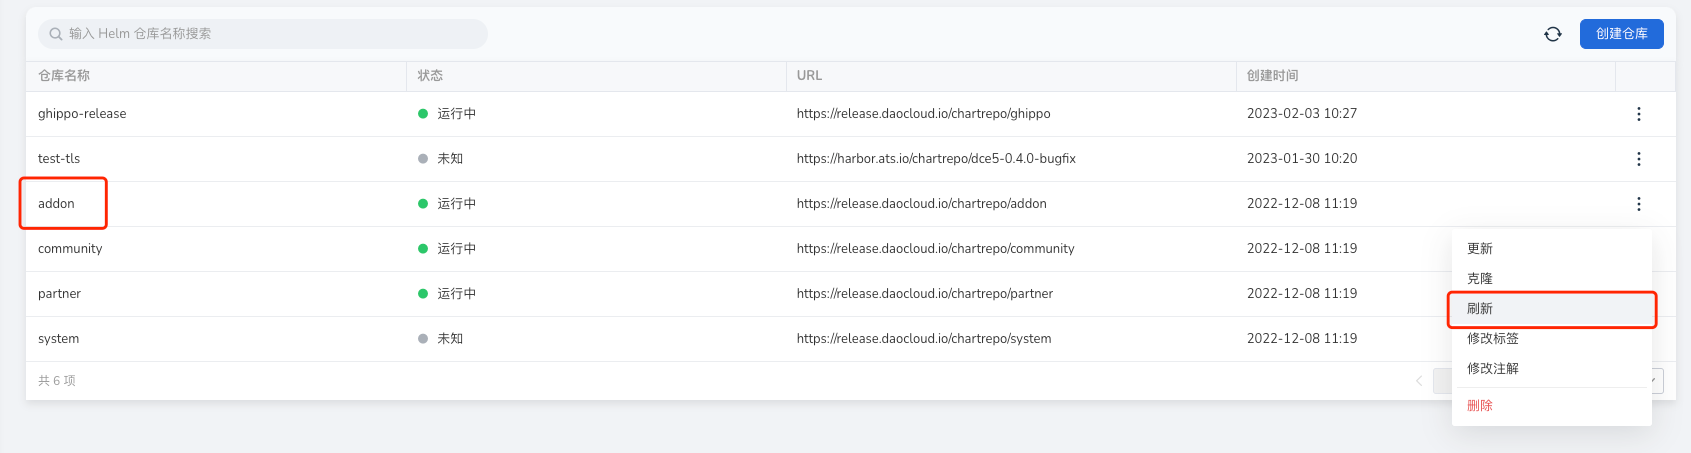 输入 Helm 仓库名称搜索
创建仓库
仓库名称 状态 URL 创建时间
ghippo-release 运行中 https://release.daocloud.io/chartrepo/ghippo 2023-02-03 10:27
test-tls 未知 https://harbor.ats.io/chartrepo/dce5-0.4.0-bugfix 2023-01-30 10:20
addon 运行中 https://release.daocloud.io/chartrepo/addon 2022-12-08 11:19
community 运行中 https://release.daocloud.io/chartrepo/community 2022-12-08 11:19
partner 运行中 https://release.daocloud.io/chartrepo/partner 2022-12-08 11:19
system 未知 https://release.daocloud.io/chartrepo/system 2022-12-08 11:19
共 6 项
更新
克隆
刷新
修改标签
修改注解
删除